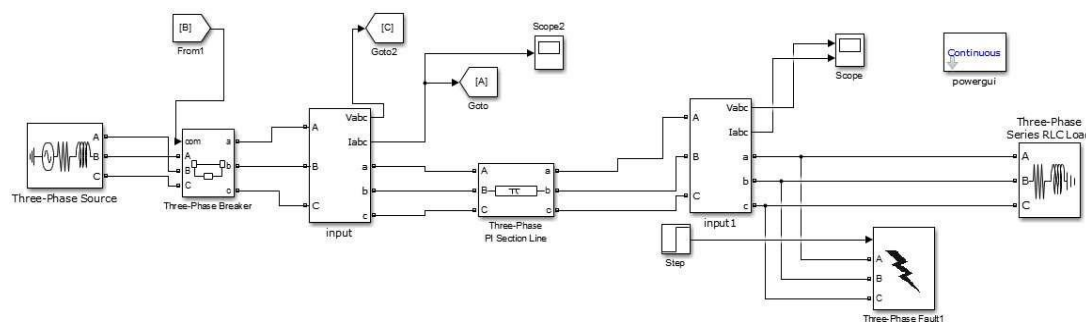 [B]
From1
[C]
Goto2
Scope2
[A]
Goto
Scope
Continuous
powergui
Three-Phase Source
A
B
C
com
A
B
C
a
b
c
Three-Phase Breaker
A
B
C
Vabc
Iabc
a
b
c
input
A
B
C
a
b
c
Three-Phase
PI Section Line
A
B
C
Vabc
Iabc
a
b
c
input1
Three-Phase
Series RLC Load
A
B
C
Step
A
B
C
Three-Phase Fault1